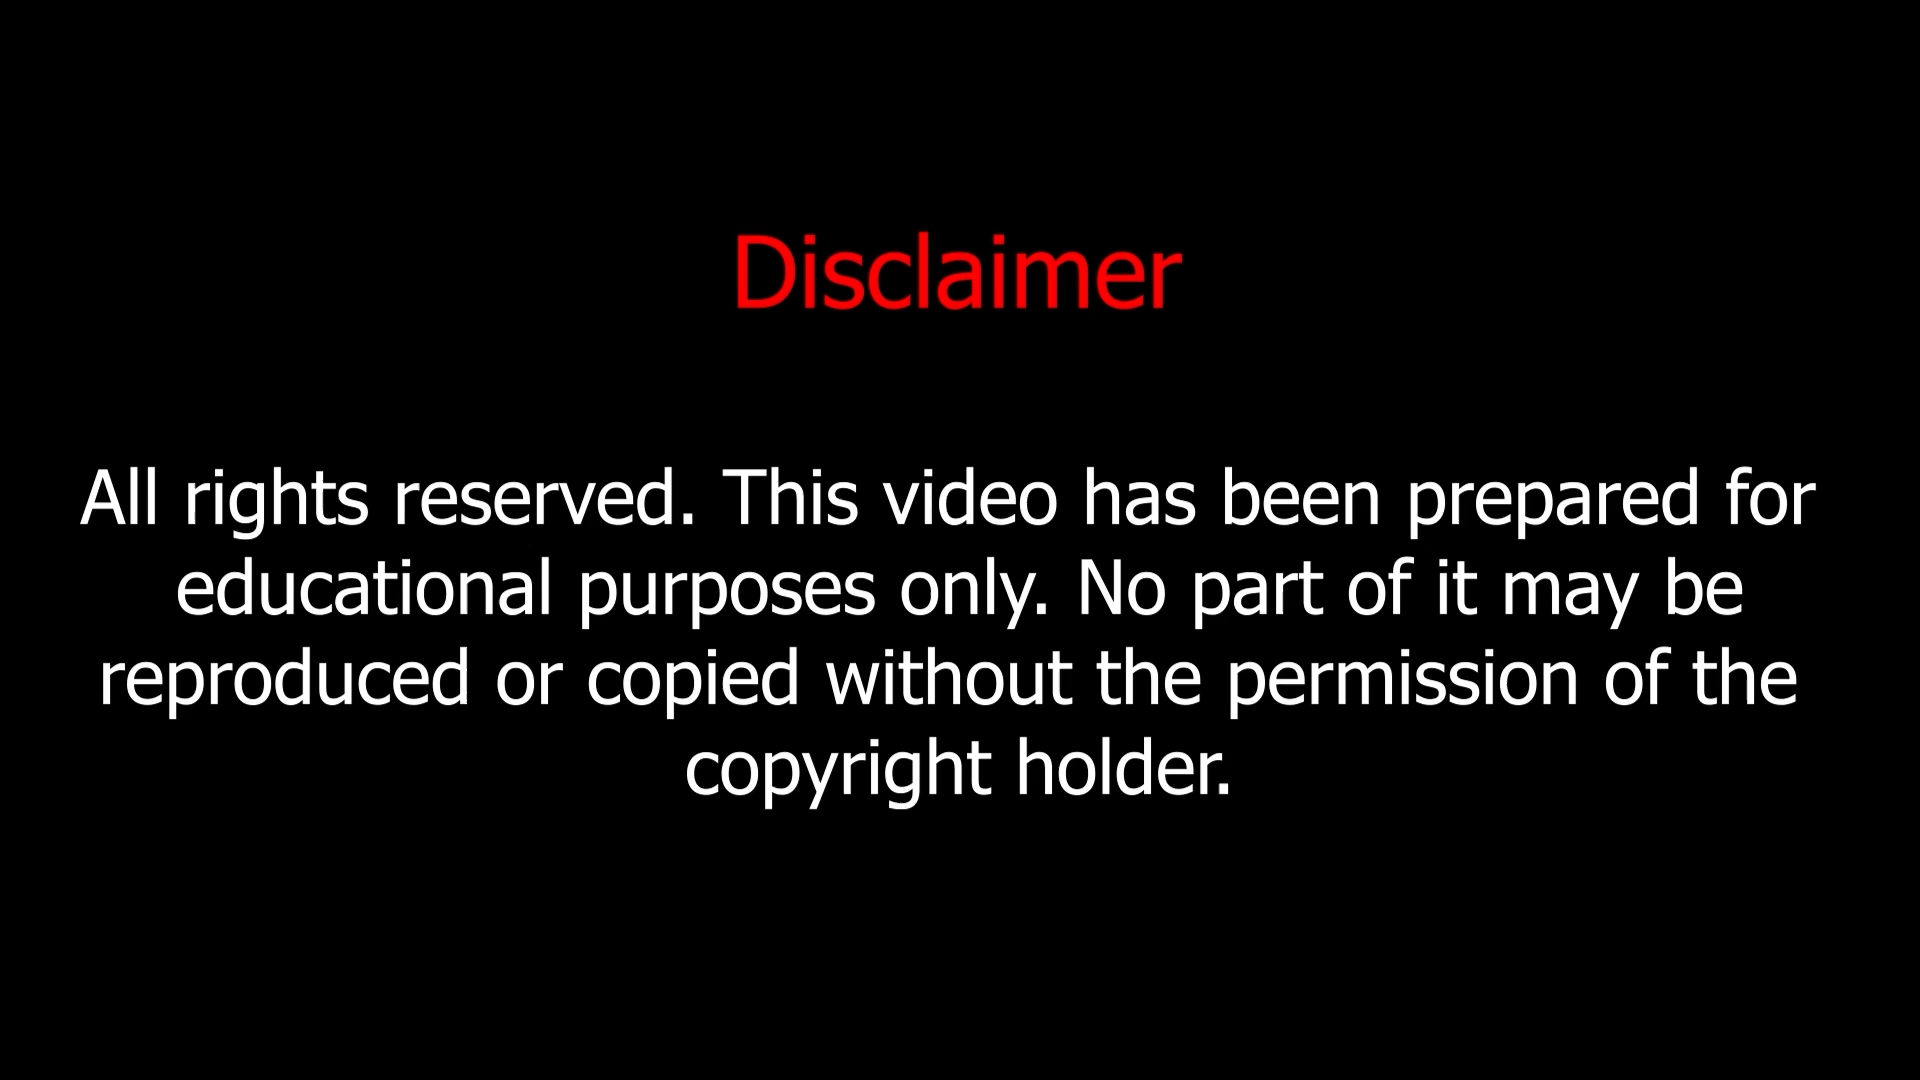 Disclaimer
All rights reserved. This video has been prepared for
educational purposes only. No part of it may be
reproduced or copied without the permission of the
copyright holder.